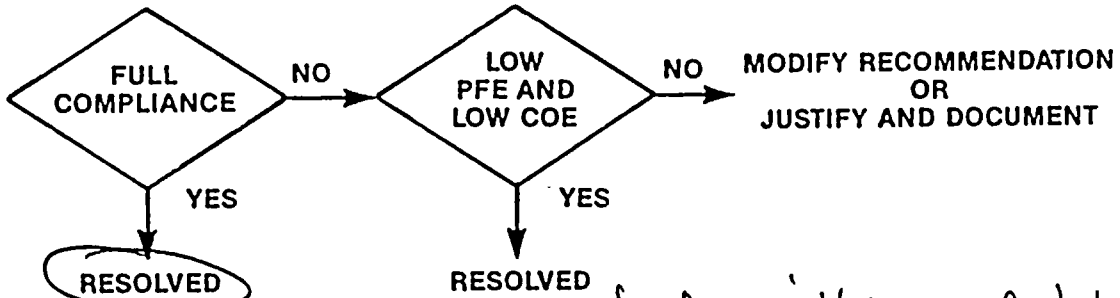 FULL
COMPLIANCE
NO
LOW
PFE AND
LOW COE
NO
MODIFY RECOMMENDATION
OR
JUSTIFY AND DOCUMENT
YES
YES
RESOLVED
RESOLVED